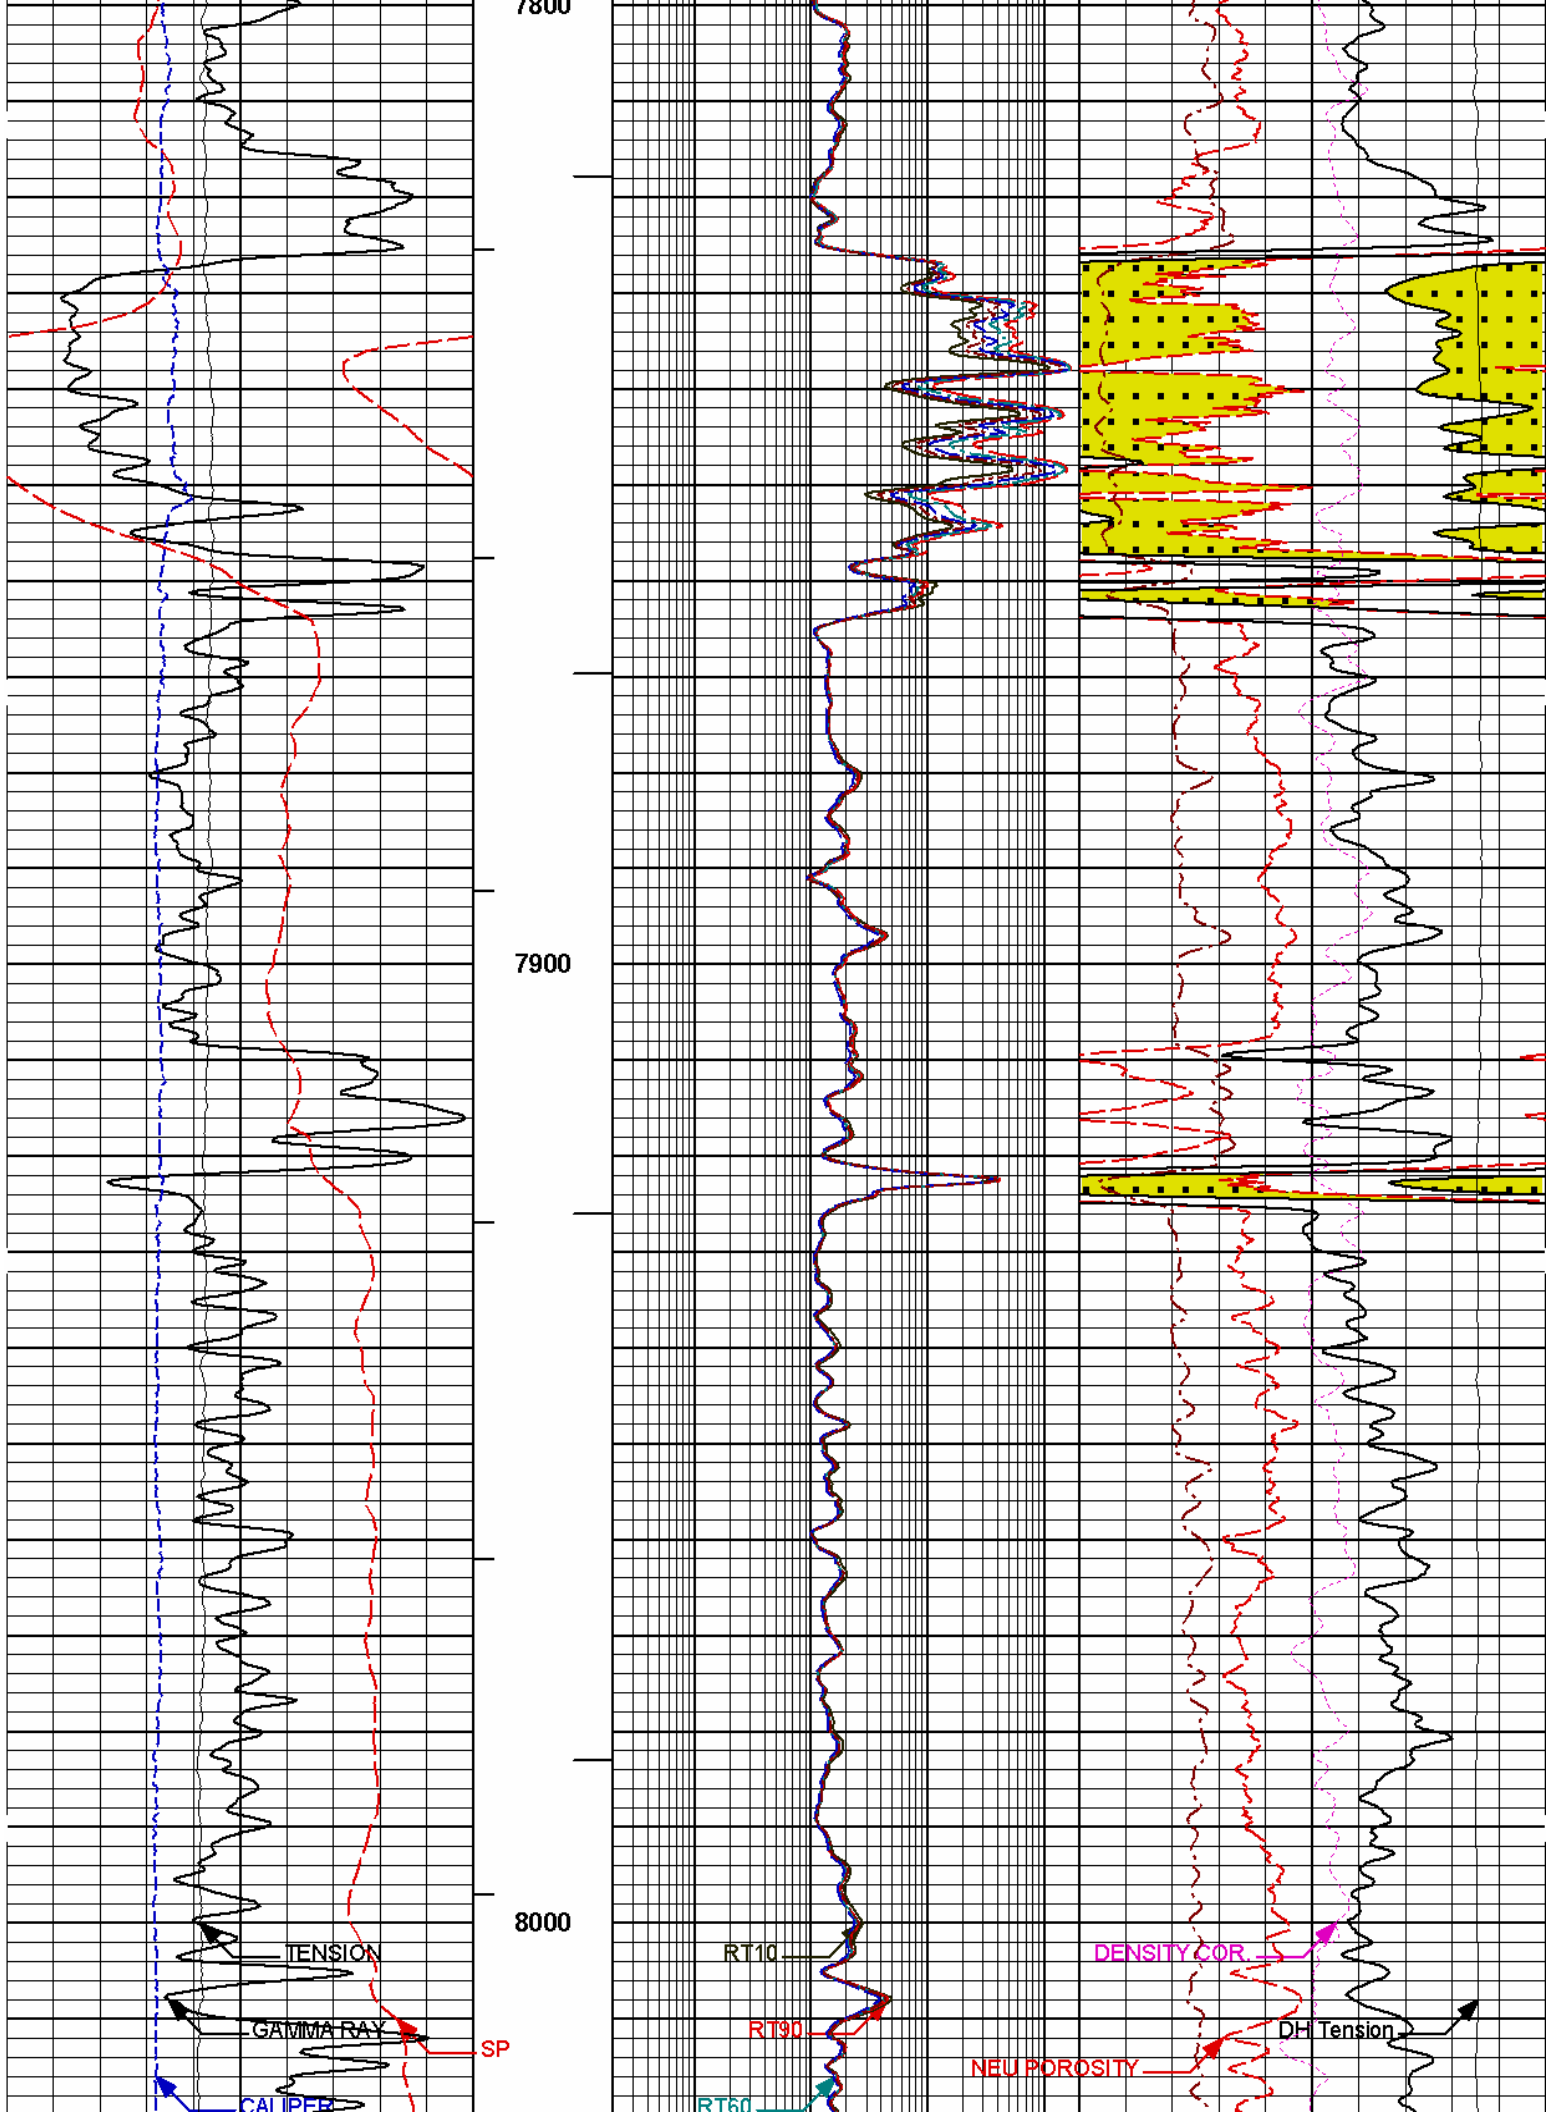 7800
7900
8000
TENSION
RT10
DENSITY COR.
GAMMA RAY
RT90
DH Tension
SP
NEU POROSITY
CALIPER
RT60